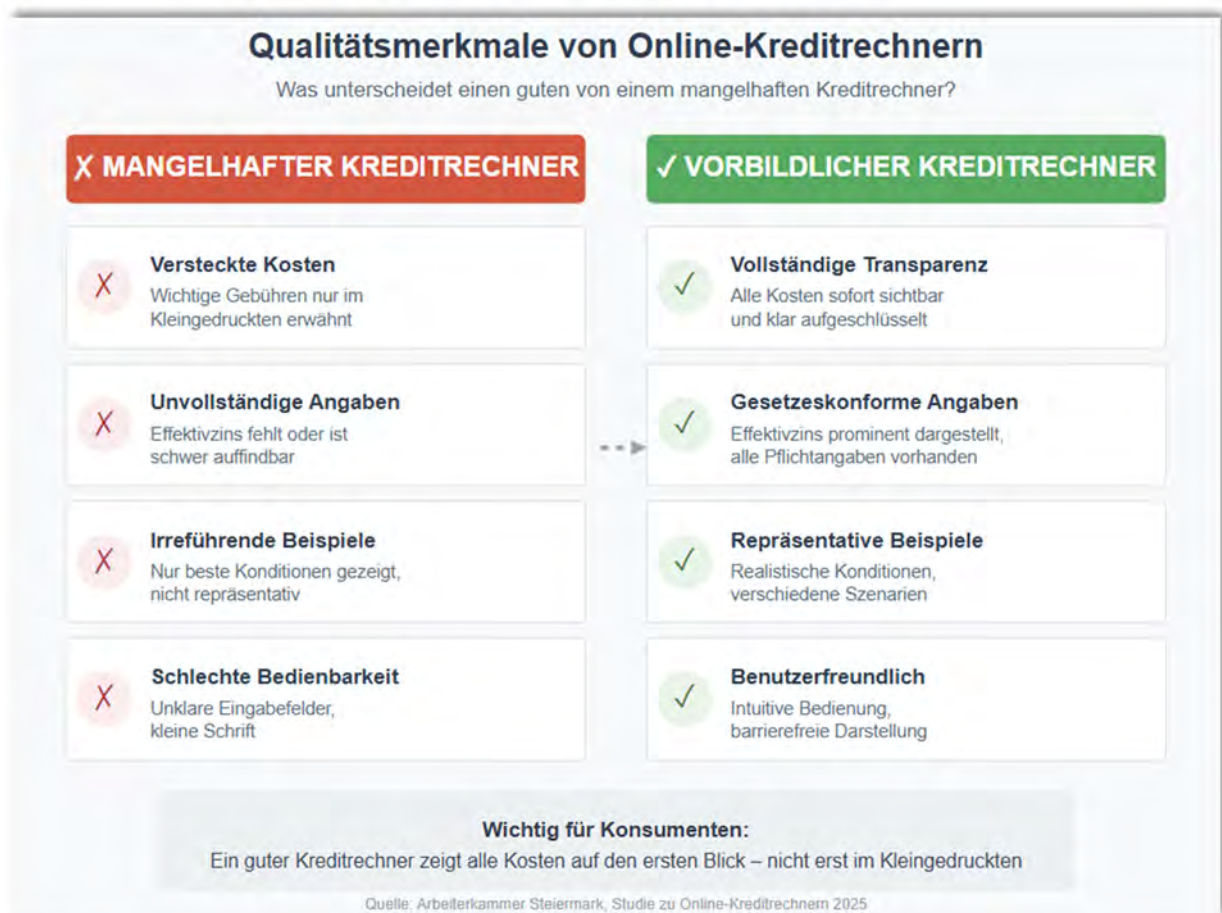 Qualitätsmerkmale von Online-Kreditrechnern
Was unterscheidet einen guten von einem mangelhaften Kreditrechner?
✗ MANGELHAFTER KREDITRECHNER
✗ Versteckte Kosten
Wichtige Gebühren nur im
Kleingedruckten erwähnt
✗ Unvollständige Angaben
Effektivzins fehlt oder ist
schwer auffindbar
✗ Irreführende Beispiele
Nur beste Konditionen gezeigt,
nicht repräsentativ
✗ Schlechte Bedienbarkeit
Unklare Eingabefelder,
kleine Schrift
✓ VORBILDLICHER KREDITRECHNER
✓ Vollständige Transparenz
Alle Kosten sofort sichtbar
und klar aufgeschlüsselt
✓ Gesetzeskonforme Angaben
Effektivzins prominent dargestellt,
alle Pflichtangaben vorhanden
✓ Repräsentative Beispiele
Realistische Konditionen,
verschiedene Szenarien
✓ Benutzerfreundlich
Intuitive Bedienung,
barrierefreie Darstellung
Wichtig für Konsumenten:
Ein guter Kreditrechner zeigt alle Kosten auf den ersten Blick – nicht erst im Kleingedruckten
Quelle: Arbeiterkammer Steiermark, Studie zu Online-Kreditrechnern 2025